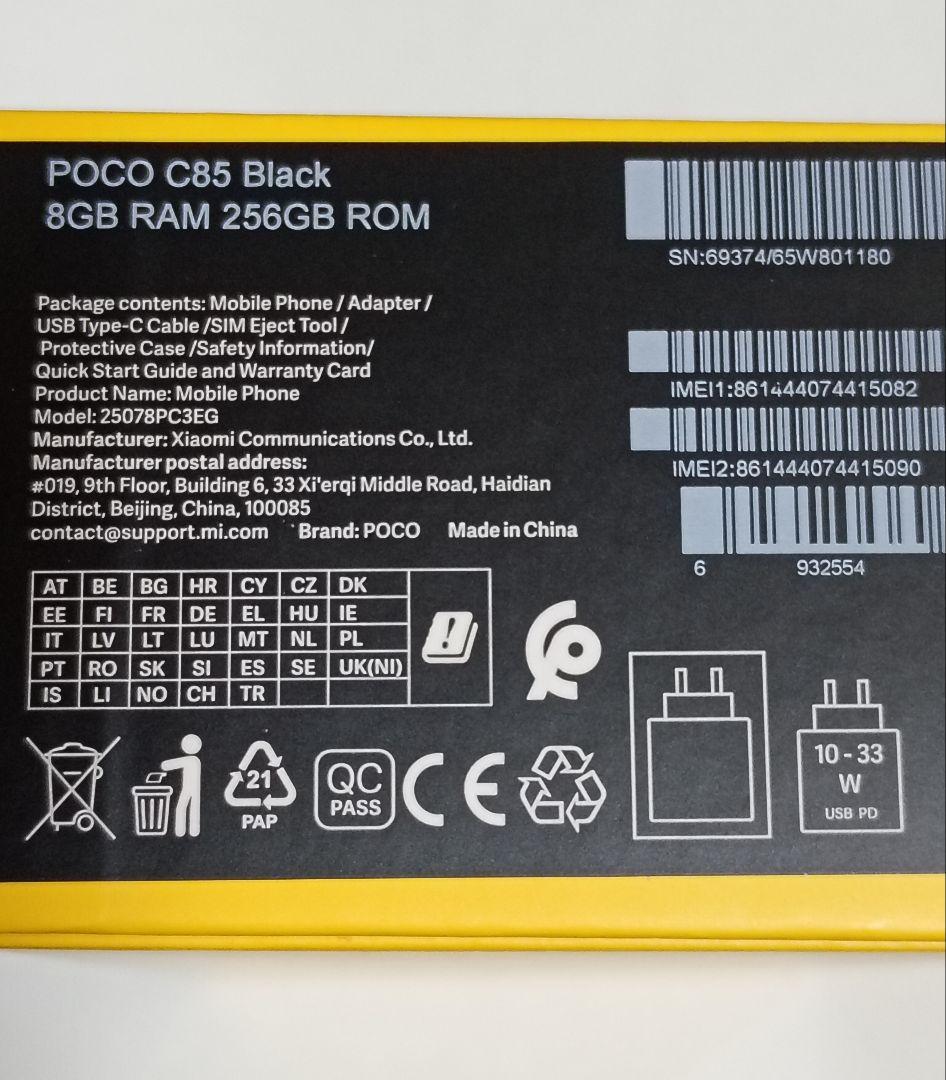 POCO C85 Black
8GB RAM 256GB ROM
SN:69374/65W801180
Package contents: Mobile Phone / Adapter /
USB Type-C Cable /SIM Eject Tool /
Protective Case /Safety Information/
Quick Start Guide and Warranty Card
Product Name: Mobile Phone
Model: 25078PC3EG
Manufacturer: Xiaomi Communications Co., Ltd.
Manufacturer postal address:
#019, 9th Floor, Building 6, 33 Xi'erqi Middle Road, Haidian
District, Beijing, China, 100085
contact@support.mi.com Brand: POCO Made in China
IMEI1:861444074415082
IMEI2:861444074415090
6 932554
AT BE BG HR CY CZ DK
EE FI FR DE EL HU IE
IT LV LT LU MT NL PL
PT RO SK SI ES SE UK(NI)
IS LI NO CH TR
21
PAP
QC
PASS
CE
10 - 33
W
USB PD